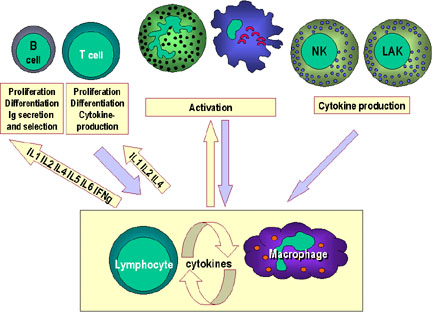 B
cell
T cell
NK
LAK
Proliferation
Differentiation
Ig secretion
and selection
Proliferation
Differentiation
Cytokine-
production
Activation
Cytokine production
IL1 IL2 IL4 IL5 IL6 IFNg
IL1 IL2 IL4
Lymphocyte
cytokines
Macrophage